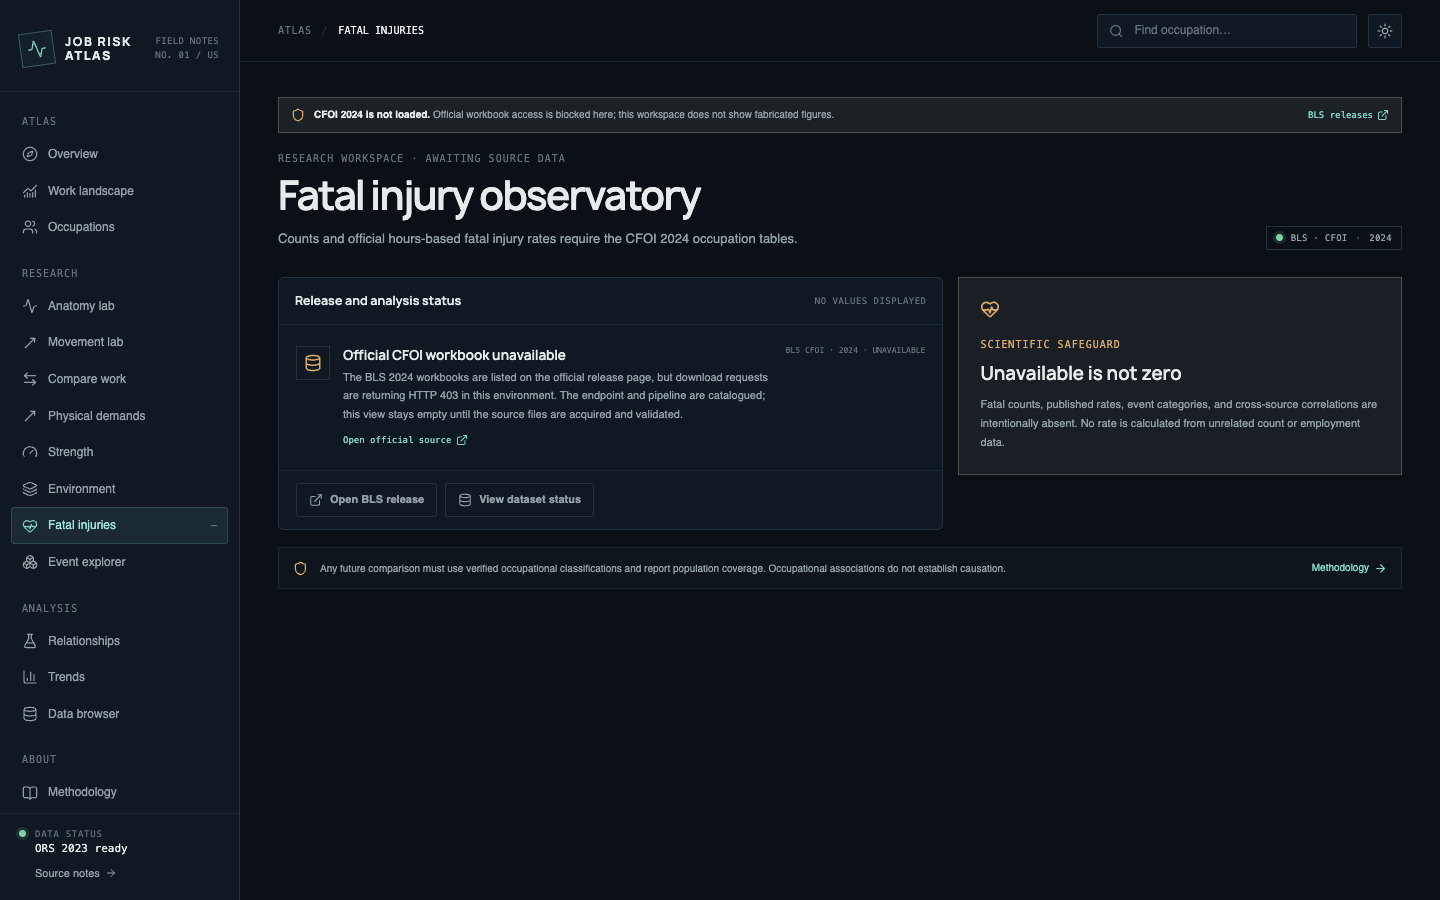 JOB RISK
ATLAS
FIELD NOTES
NO. 01 / US
ATLAS
Overview
Work landscape
Occupations
RESEARCH
Anatomy lab
Movement lab
Compare work
Physical demands
Strength
Environment
Fatal injuries —
Event explorer
ANALYSIS
Relationships
Trends
Data browser
ABOUT
Methodology
DATA STATUS
ORS 2023 ready
Source notes →
ATLAS / FATAL INJURIES
Find occupation...
CFOI 2024 is not loaded. Official workbook access is blocked here; this workspace does not show fabricated figures.
BLS releases
RESEARCH WORKSPACE · AWAITING SOURCE DATA
Fatal injury observatory
Counts and official hours-based fatal injury rates require the CFOI 2024 occupation tables.
BLS · CFOI · 2024
Release and analysis status
NO VALUES DISPLAYED
Official CFOI workbook unavailable
BLS CFOI · 2024 · UNAVAILABLE
The BLS 2024 workbooks are listed on the official release page, but download requests
are returning HTTP 403 in this environment. The endpoint and pipeline are catalogued;
this view stays empty until the source files are acquired and validated.
Open official source
Open BLS release
View dataset status
SCIENTIFIC SAFEGUARD
Unavailable is not zero
Fatal counts, published rates, event categories, and cross-source correlations are
intentionally absent. No rate is calculated from unrelated count or employment
data.
Any future comparison must use verified occupational classifications and report population coverage. Occupational associations do not establish causation.
Methodology →